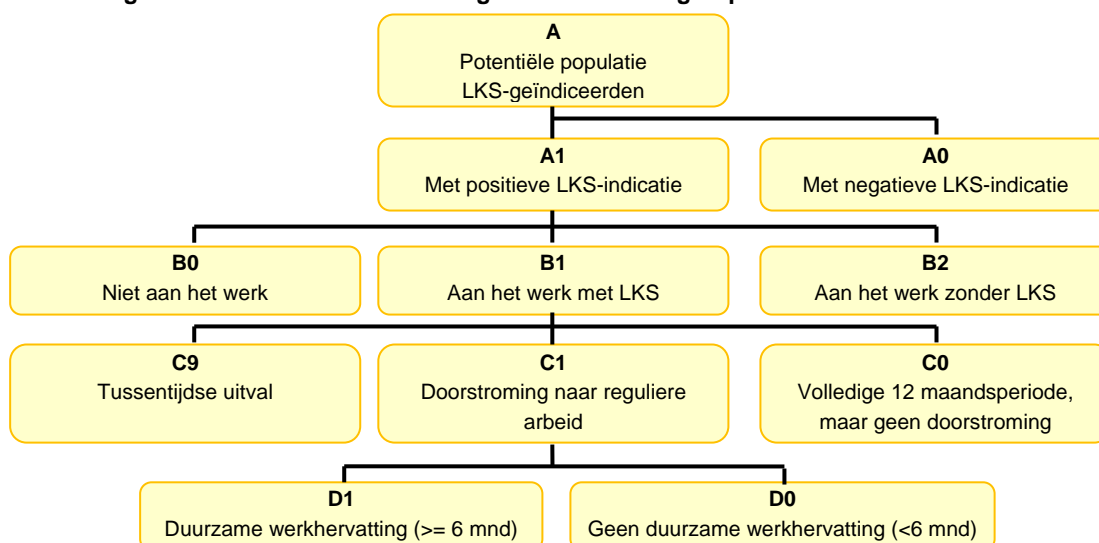 A
Potentiële populatie
LKS-geïndiceerden
A1
Met positieve LKS-indicatie
A0
Met negatieve LKS-indicatie
B0
Niet aan het werk
B1
Aan het werk met LKS
B2
Aan het werk zonder LKS
C9
Tussentijdse uitval
C1
Doorstroming naar reguliere
arbeid
C0
Volledige 12 maandsperiode,
maar geen doorstroming
D1
Duurzame werkhervatting (>= 6 mnd)
D0
Geen duurzame werkhervatting (<6 mnd)